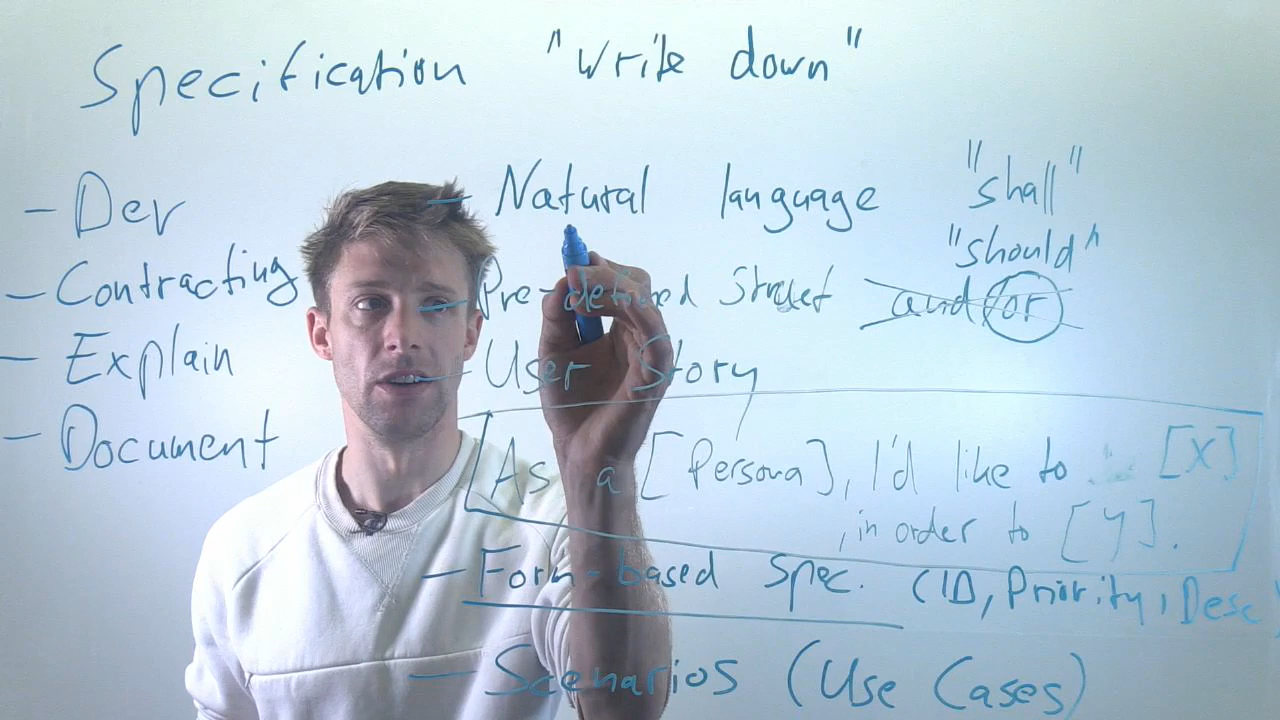 Specification "Write down"
- Dev
- Contracting
- Explain
- Document
- Natural language "shall"
"should"
- Pre-defined Struct and/or
- User Story
As a [Persona], I'd like to [X]
, in order to [Y].
- Form-based Spec. (ID, Priority, Desc)
- Scenarios (Use Cases)